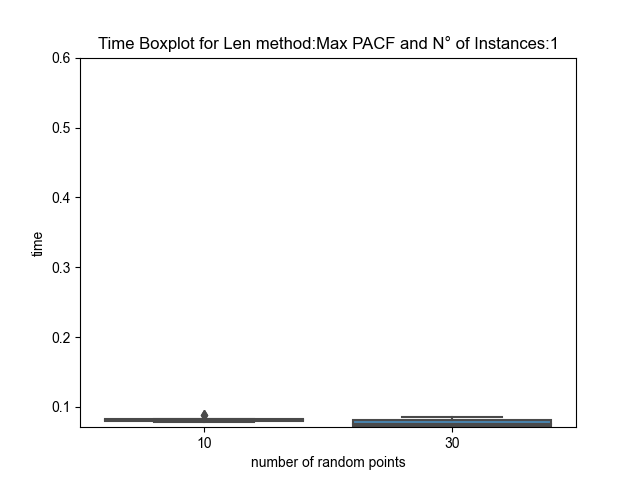 Time Boxplot for Len method:Max PACF and N° of Instances:1
0.6
0.5
0.4
0.3
0.2
0.1
time
10
30
number of random points